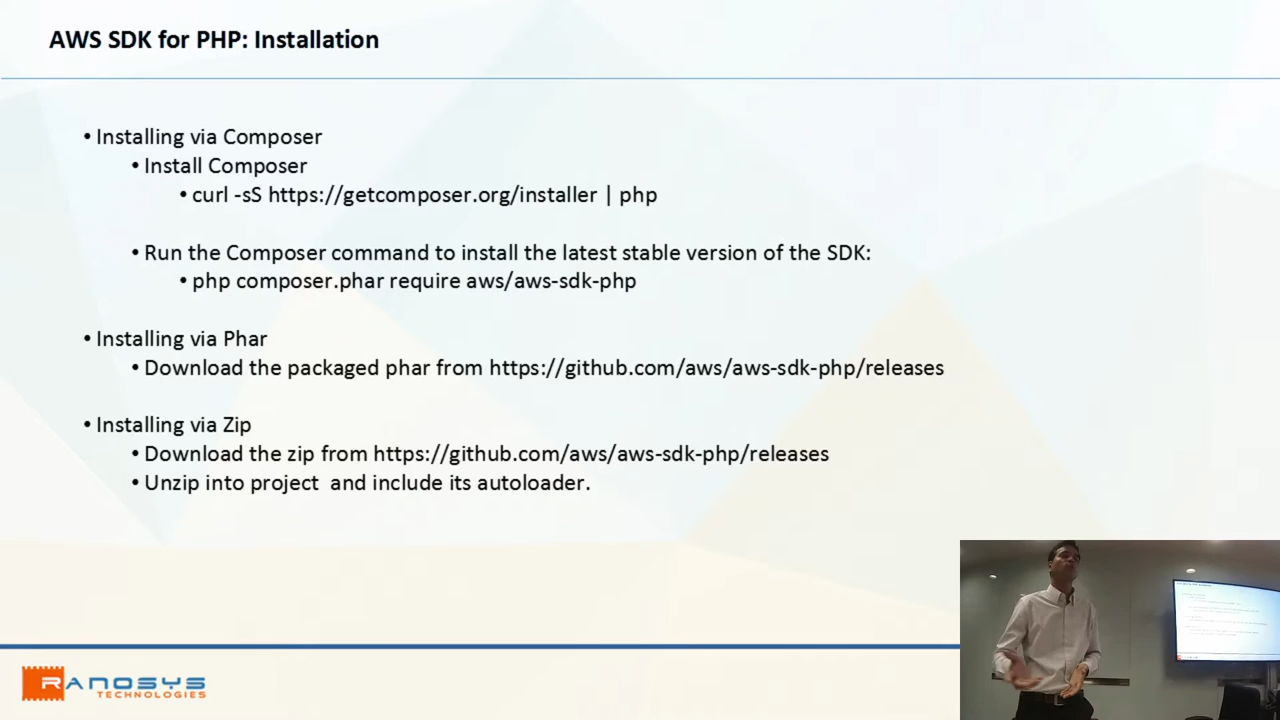 AWS SDK for PHP: Installation
• Installing via Composer
• Install Composer
• curl -sS https://getcomposer.org/installer | php
• Run the Composer command to install the latest stable version of the SDK:
• php composer.phar require aws/aws-sdk-php
• Installing via Phar
• Download the packaged phar from https://github.com/aws/aws-sdk-php/releases
• Installing via Zip
• Download the zip from https://github.com/aws/aws-sdk-php/releases
• Unzip into project  and include its autoloader.
RANOSYS
TECHNOLOGIES